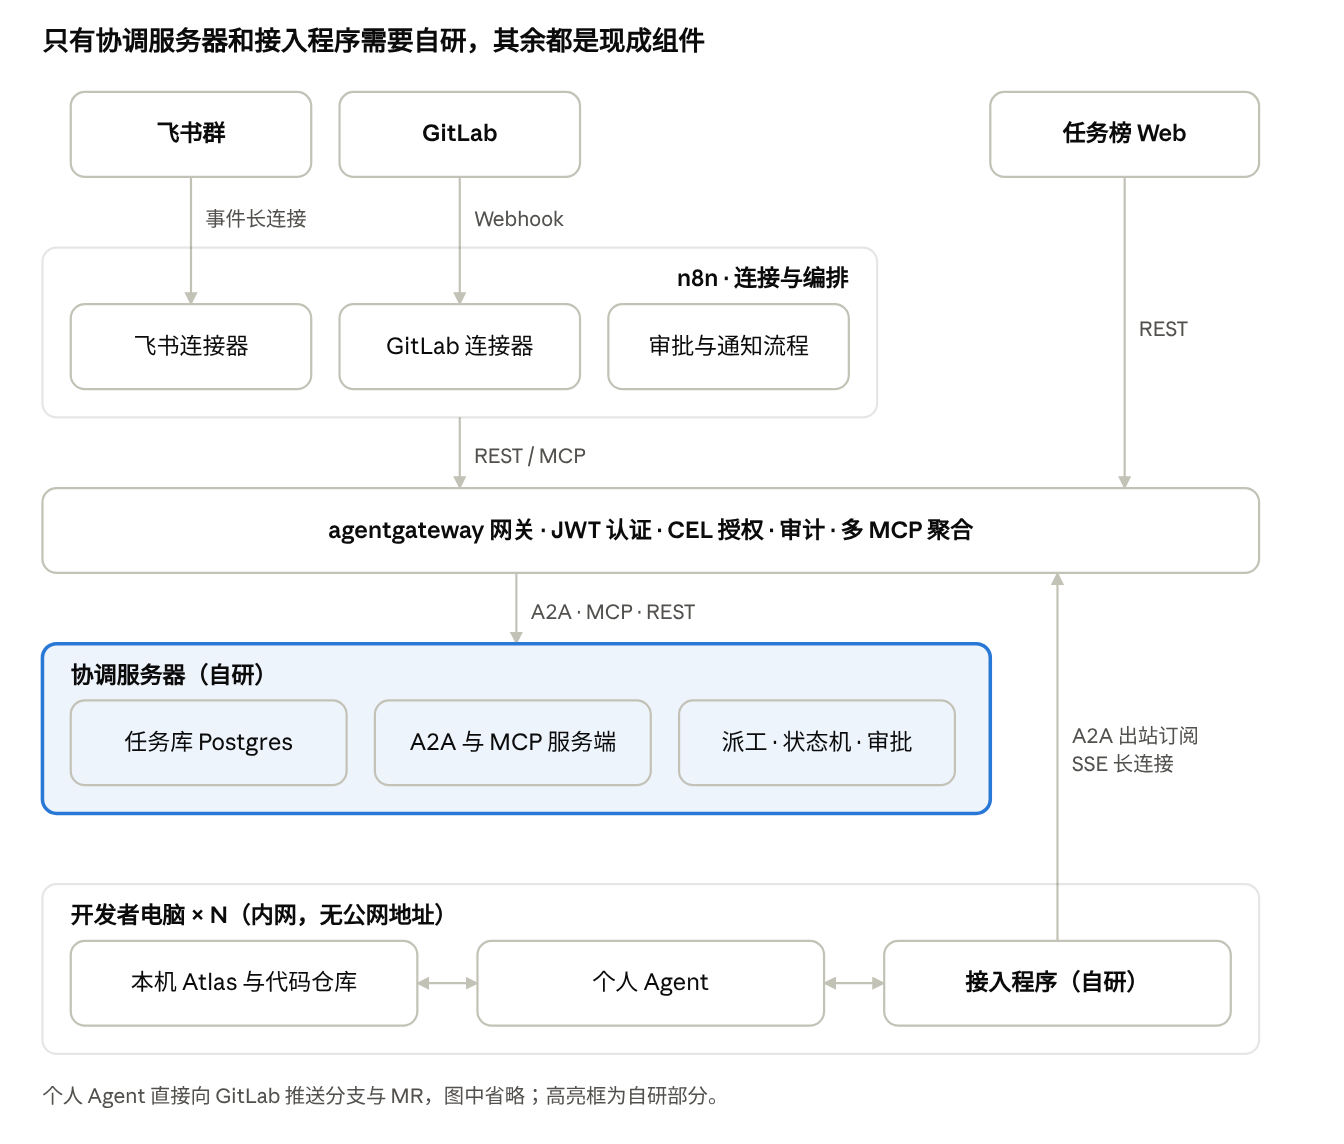 只有协调服务器和接入程序需要自研，其余都是现成组件
飞书群
GitLab
任务榜 Web
事件长连接
Webhook
n8n · 连接与编排
飞书连接器
GitLab 连接器
审批与通知流程
REST
REST / MCP
agentgateway 网关 · JWT 认证 · CEL 授权 · 审计 · 多 MCP 聚合
A2A · MCP · REST
协调服务器（自研）
任务库 Postgres
A2A 与 MCP 服务端
派工 · 状态机 · 审批
A2A 出站订阅
SSE 长连接
开发者电脑 × N（内网，无公网地址）
本机 Atlas 与代码仓库
个人 Agent
接入程序（自研）
个人 Agent 直接向 GitLab 推送分支与 MR，图中省略；高亮框为自研部分。